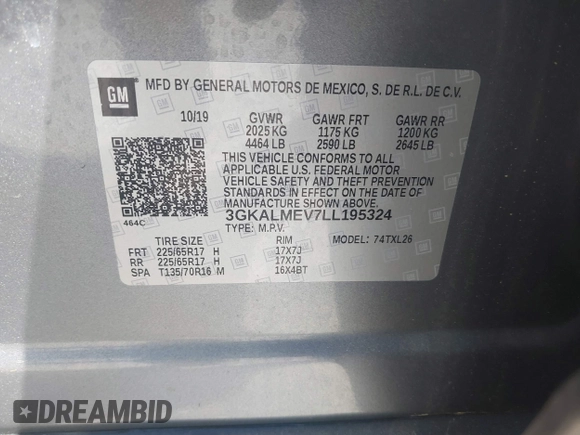 GM
MFD BY GENERAL MOTORS DE MEXICO, S. DE R.L. DE C.V.
10/19 GVWR GAWR FRT GAWR RR
2025 KG 1175 KG 1200 KG
4464 LB 2590 LB 2645 LB
THIS VEHICLE CONFORMS TO ALL
APPLICABLE U.S. FEDERAL MOTOR
VEHICLE SAFETY AND THEFT PREVENTION
STANDARDS IN EFFECT ON THE DATE OF
MANUFACTURE SHOWN ABOVE.
464C 3GKALMEV7LL195324
TYPE: M.P.V. MODEL: 74TXL26
TIRE SIZE RIM
FRT 225/65R17 H 17X7J
RR 225/65R17 H 17X7J
SPA T135/70R16 M 16X4BT
DREAMBID